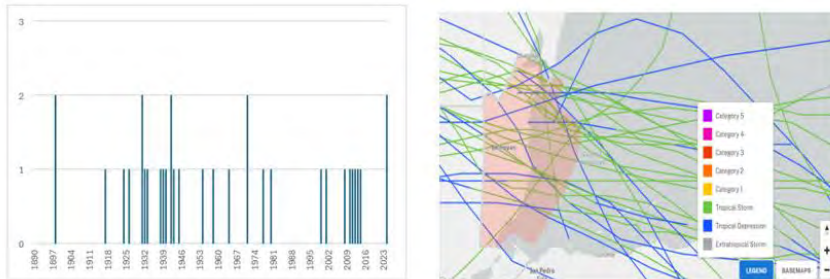 3
2
1
0
1890
1897
1904
1911
1918
1925
1932
1939
1946
1953
1960
1967
1974
1981
1988
1995
2002
2009
2016
2023
Category 5
Category 4
Category 3
Category 2
Category 1
Tropical Storm
Tropical Depression
Extratropical Storm
San Pedro
LEGEND
BASEMAPS
+